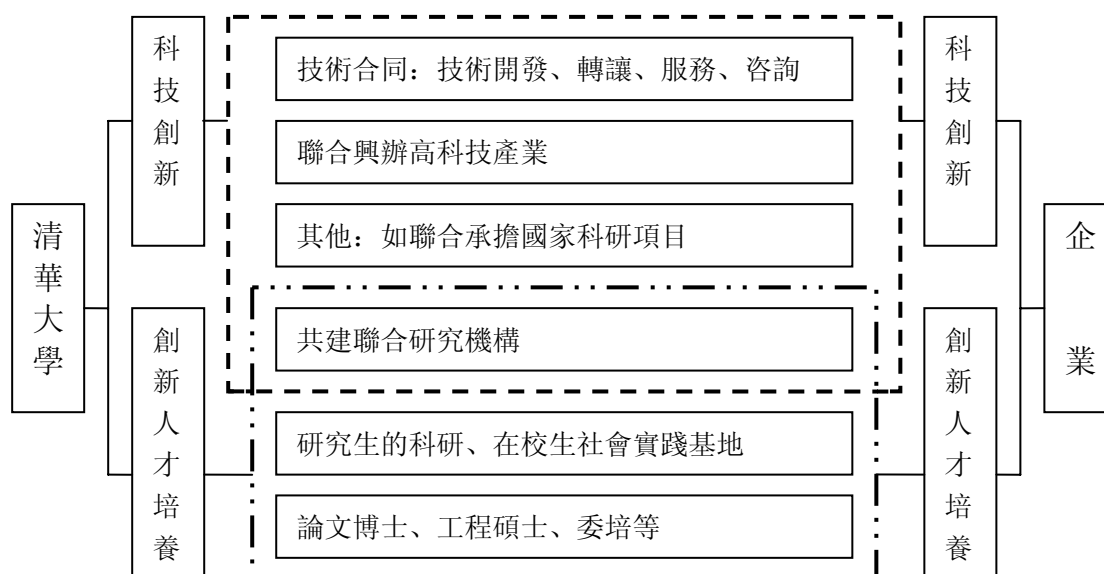 清華大學
科技創新
創新人才培養
技術合同：技術開發、轉讓、服務、咨詢
聯合興辦高科技產業
其他：如聯合承擔國家科研項目
共建聯合研究機構
研究生的科研、在校生社會實踐基地
論文博士、工程碩士、委培等
科技創新
創新人才培養
企業